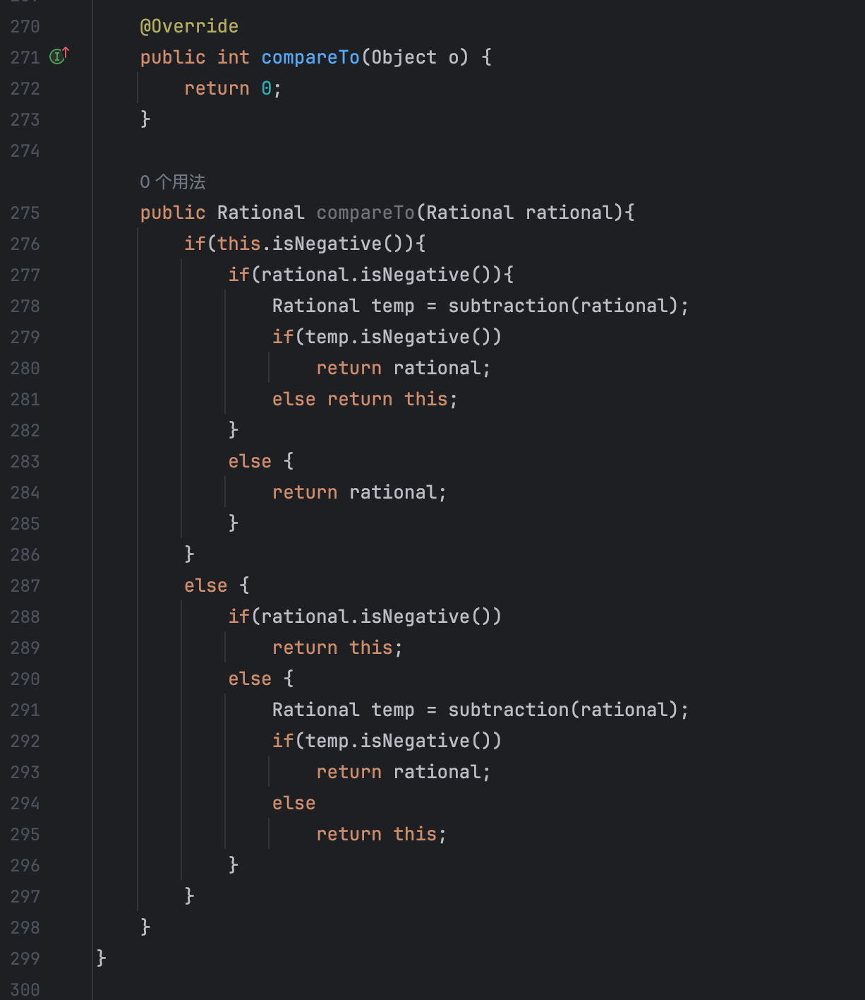 270 @Override
271 public int compareTo(Object o) {
272 return 0;
273 }
274
0 个用法
275 public Rational compareTo(Rational rational){
276 if(this.isNegative()){
277 if(rational.isNegative()){
278 Rational temp = subtraction(rational);
279 if(temp.isNegative())
280 return rational;
281 else return this;
282 }
283 else {
284 return rational;
285 }
286 }
287 else {
288 if(rational.isNegative())
289 return this;
290 else {
291 Rational temp = subtraction(rational);
292 if(temp.isNegative())
293 return rational;
294 else
295 return this;
296 }
297 }
298 }
299 }
300